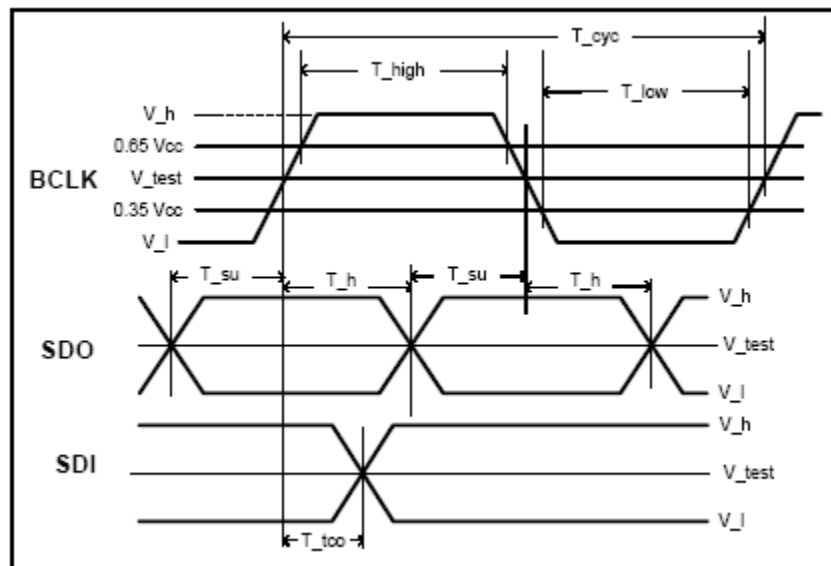 T_cyc
T_high
T_low
V_h
0.65 Vcc
BCLK
V_test
0.35 Vcc
V_l
T_su
T_h
T_su
T_h
V_h
SDO
V_test
V_l
V_h
SDI
V_test
V_l
T_tco